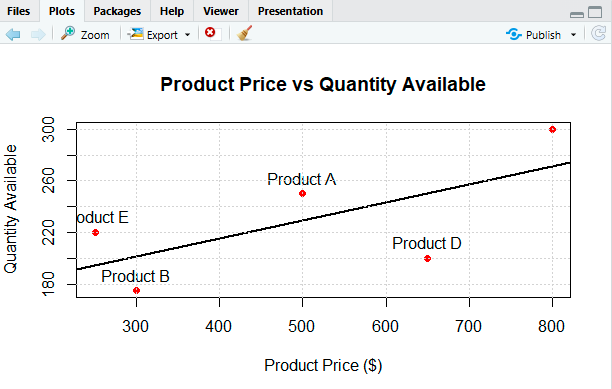 Files Plots Packages Help Viewer Presentation
Zoom Export Publish
Product Price vs Quantity Available
Quantity Available
300
260
220
180
Product A
oduct E
Product D
Product B
300 400 500 600 700 800
Product Price ($)